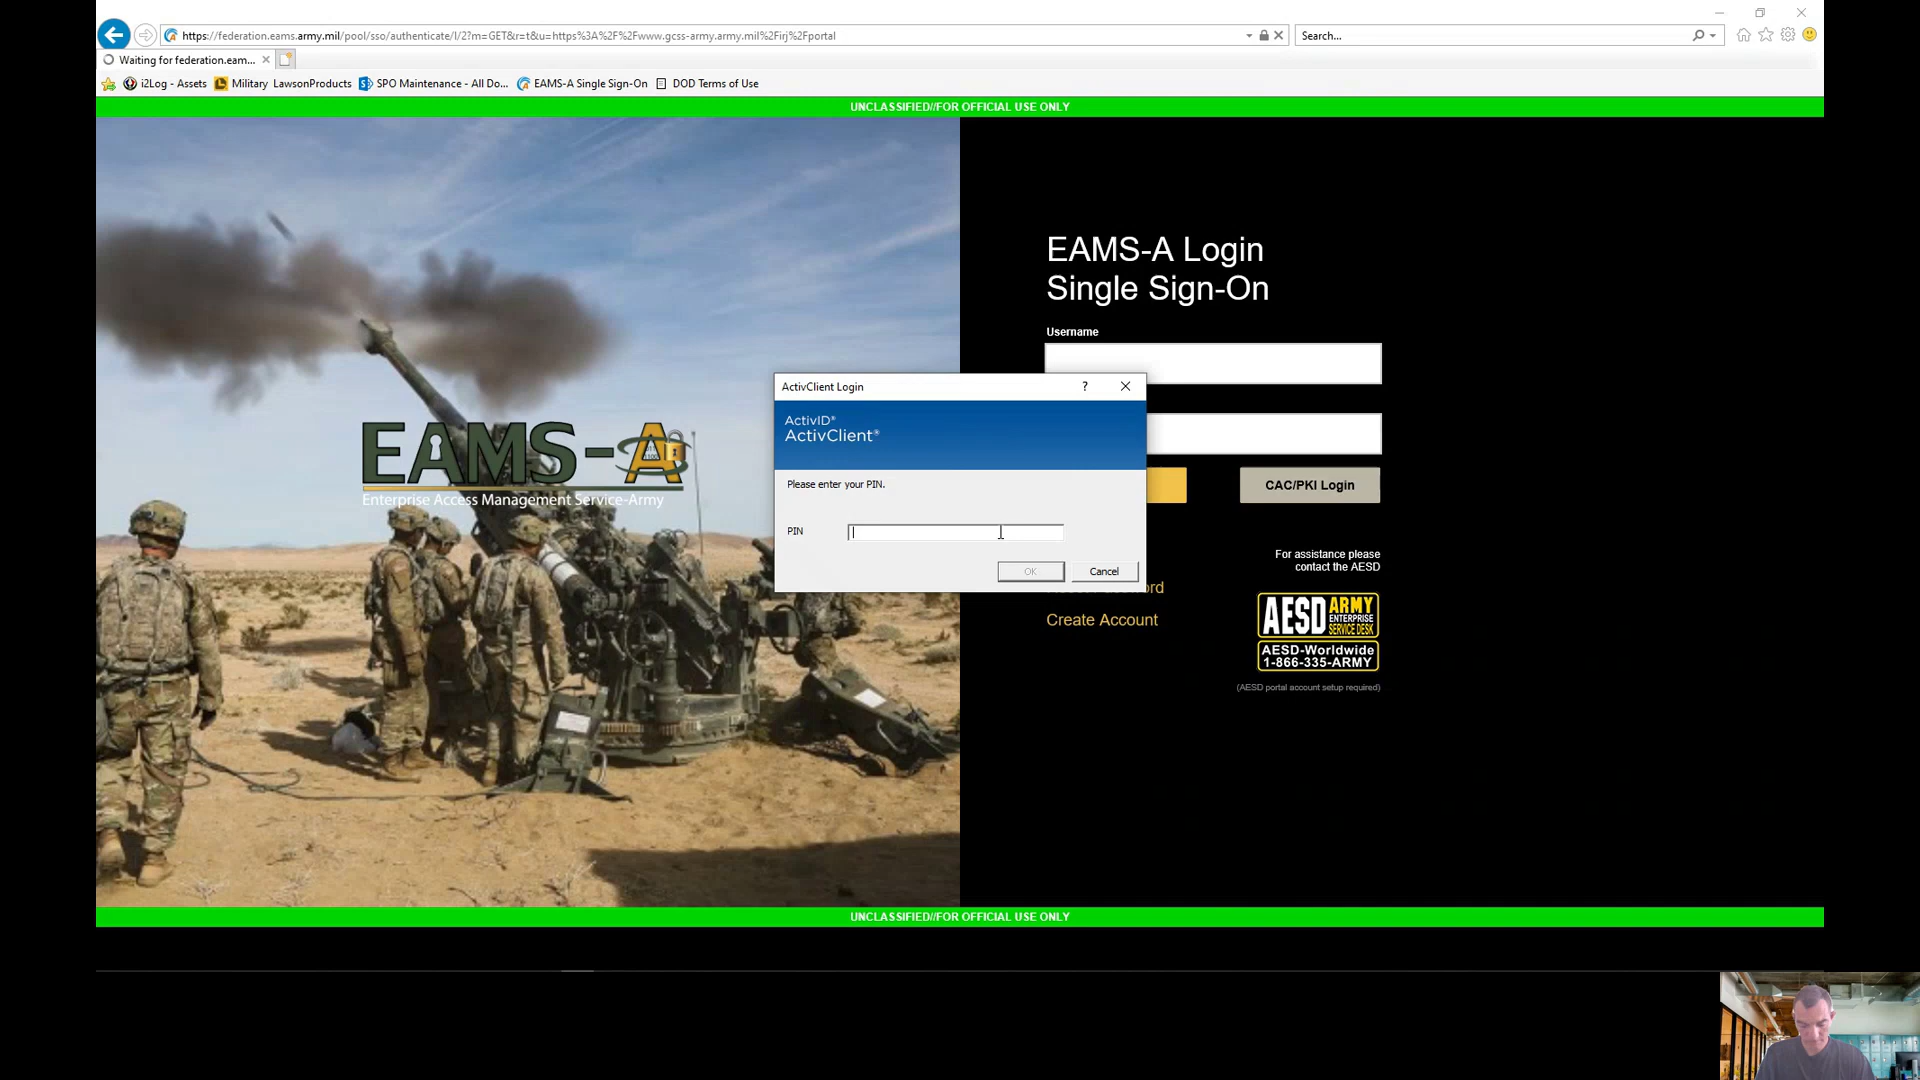 https://federation.eams.army.mil/pool/sso/authenticate/l/2?m=GET&r=t&u=https%3A%2F%2Fwww.gcss-army.army.mil%2Firj%2Fportal
Search...
Waiting for federation.eam...
i2Log - Assets
Military LawsonProducts
SPO Maintenance - All Do...
EAMS-A Single Sign-On
DOD Terms of Use
UNCLASSIFIED//FOR OFFICIAL USE ONLY
EAMS-A Login
Single Sign-On
Username
ActivClient Login
?
ActivID®
ActivClient®
Please enter your PIN.
PIN
OK
Cancel
EAMS-A
Enterprise Access Management Service-Army
CAC/PKI Login
For assistance please
contact the AESD
Create Account
AESD ARMY
ENTERPRISE
SERVICE DESK
AESD-Worldwide
1-866-335-ARMY
(AESD portal account setup required)
UNCLASSIFIED//FOR OFFICIAL USE ONLY